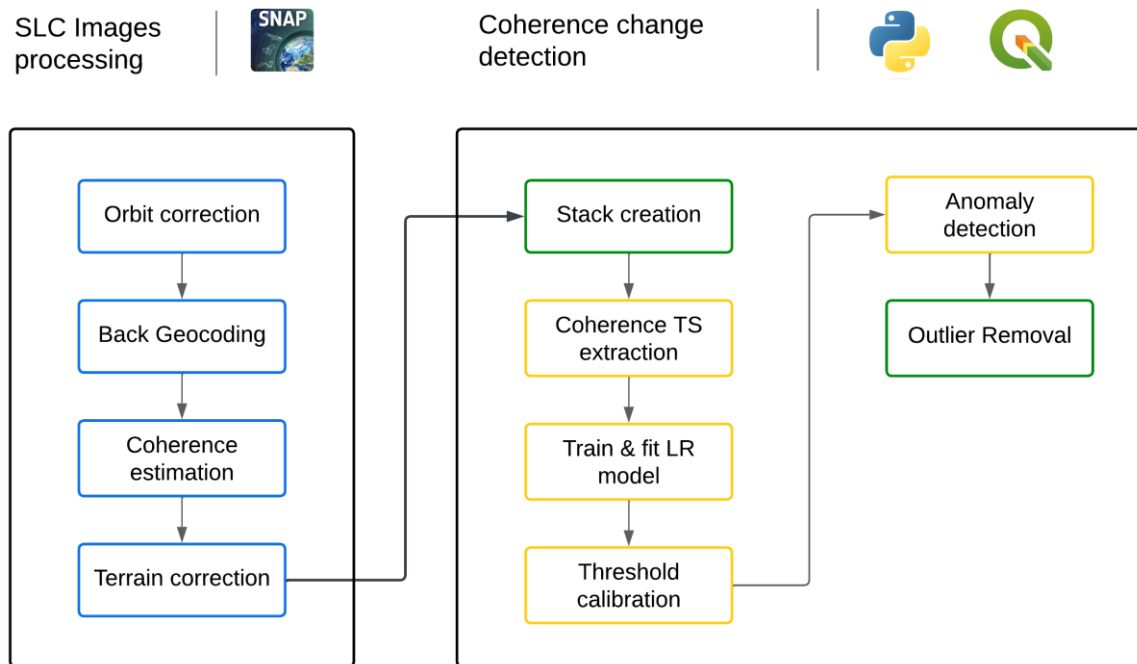 SLC Images
processing
SNAP
Coherence change
detection
Orbit correction
Back Geocoding
Coherence
estimation
Terrain correction
Stack creation
Coherence TS
extraction
Train & fit LR
model
Threshold
calibration
Anomaly
detection
Outlier Removal